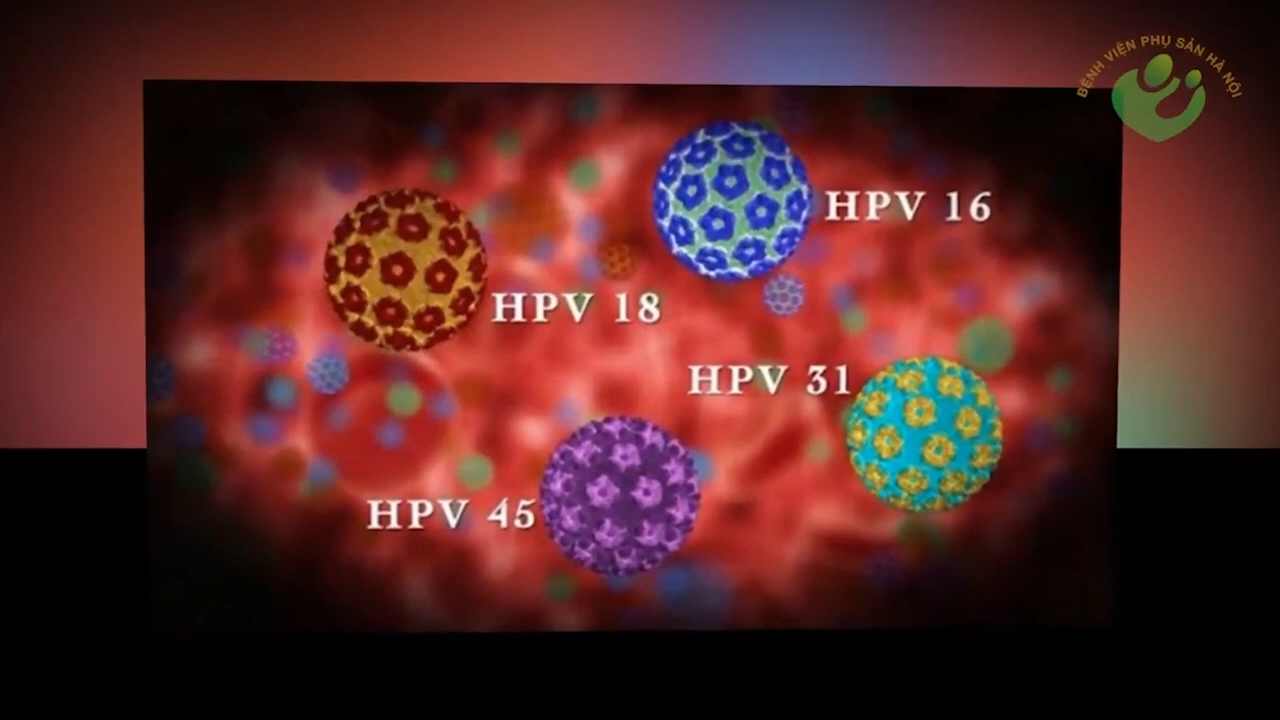 BỆNH VIỆN PHỤ SẢN HÀ NỘI
HPV 16
HPV 18
HPV 31
HPV 45